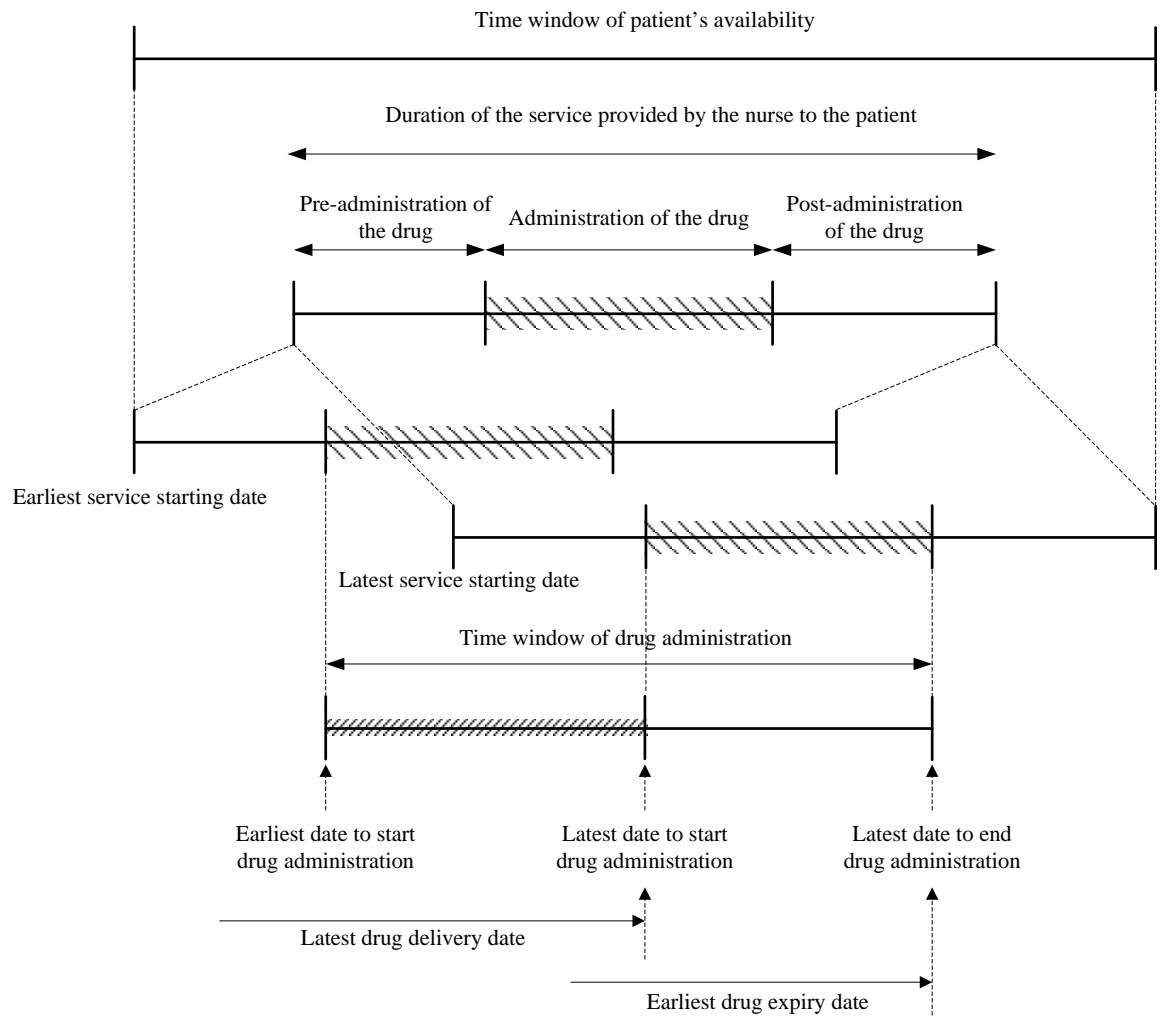 Time window of patient’s availability
Duration of the service provided by the nurse to the patient
Pre-administration of
the drug
Administration of the drug
Post-administration
of the drug
Earliest service starting date
Latest service starting date
Time window of drug administration
Earliest date to start
drug administration
Latest date to start
drug administration
Latest date to end
drug administration
Latest drug delivery date
Earliest drug expiry date